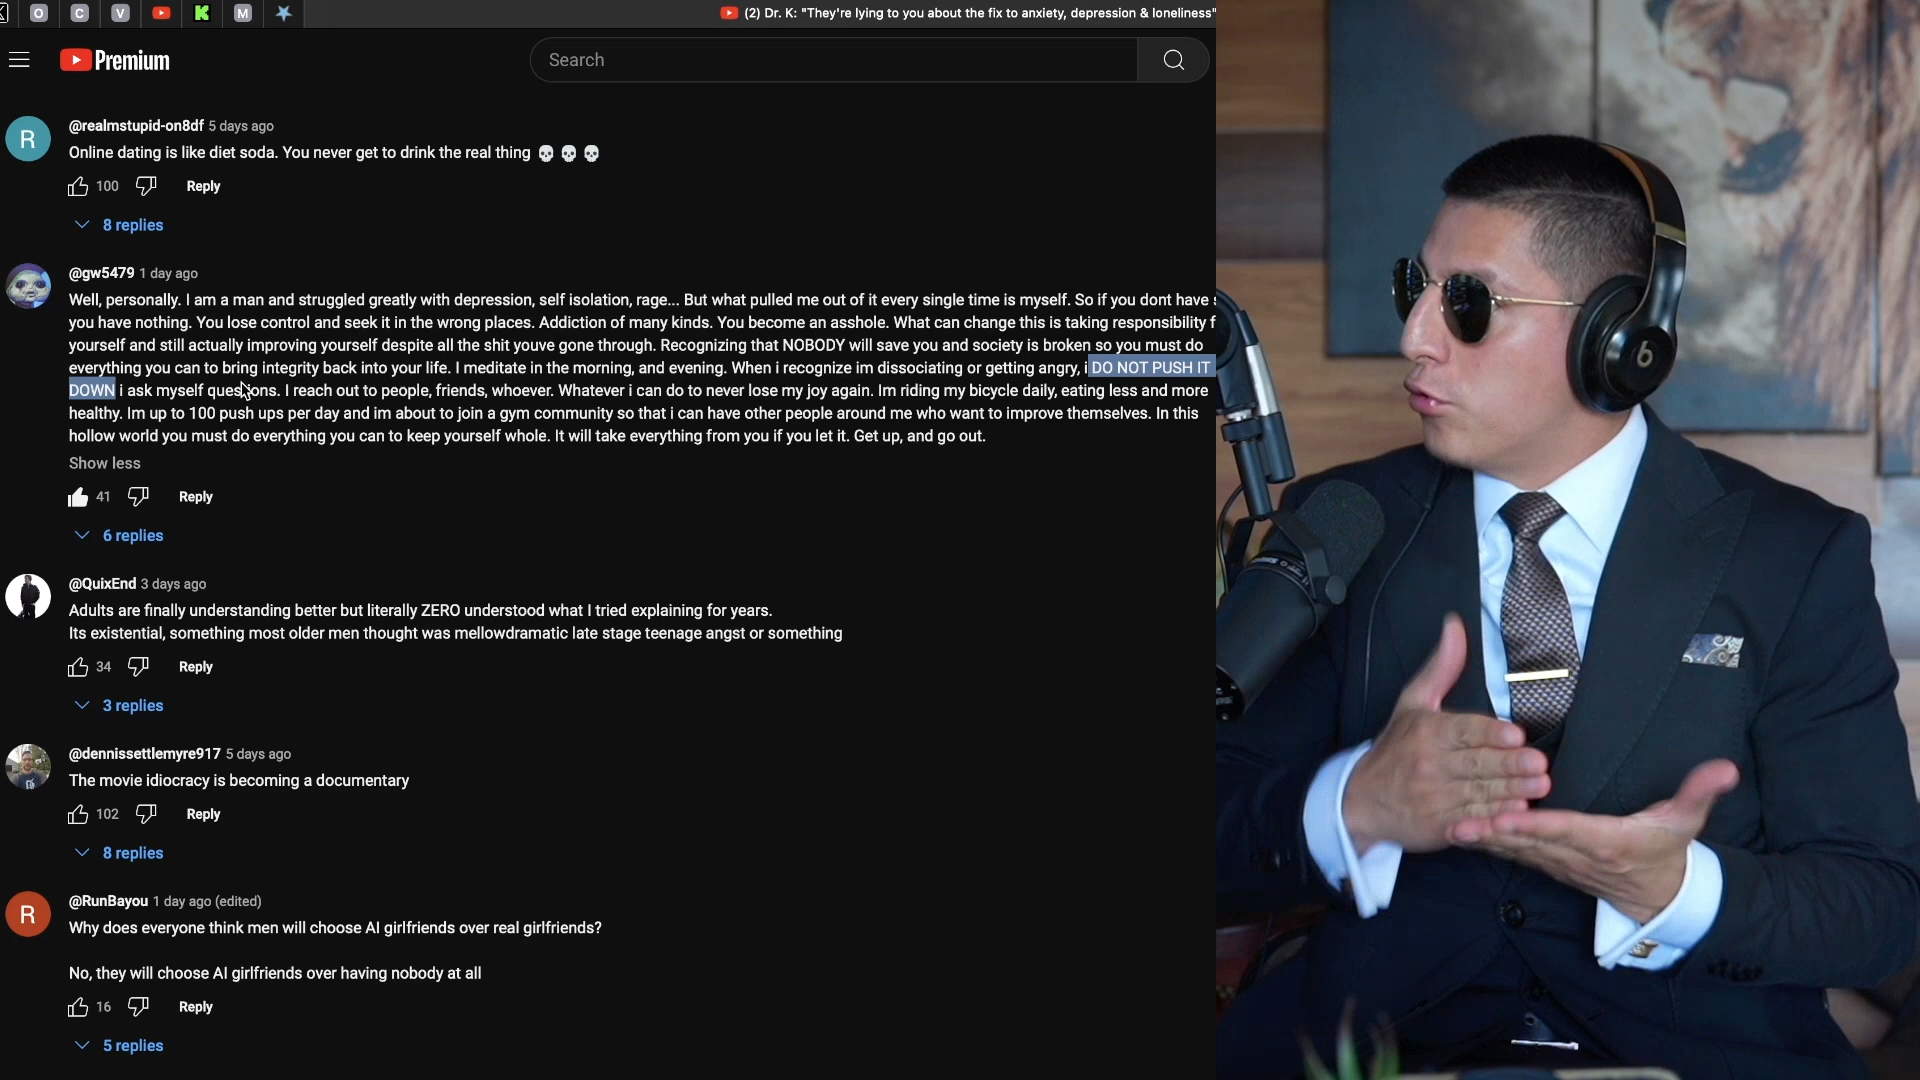 O C V K M (2) Dr. K: "They're lying to you about the fix to anxiety, depression & loneliness"
Premium Search
R @realmstupid-on8df 5 days ago
Online dating is like diet soda. You never get to drink the real thing 💀 💀 💀
100 Reply
8 replies
@gw5479 1 day ago
Well, personally. I am a man and struggled greatly with depression, self isolation, rage... But what pulled me out of it every single time is myself. So if you dont have
you have nothing. You lose control and seek it in the wrong places. Addiction of many kinds. You become an asshole. What can change this is taking responsibility f
yourself and still actually improving yourself despite all the shit youve gone through. Recognizing that NOBODY will save you and society is broken so you must do
everything you can to bring integrity back into your life. I meditate in the morning, and evening. When i recognize im dissociating or getting angry, i DO NOT PUSH IT
DOWN i ask myself questions. I reach out to people, friends, whoever. Whatever i can do to never lose my joy again. Im riding my bicycle daily, eating less and more
healthy. Im up to 100 push ups per day and im about to join a gym community so that i can have other people around me who want to improve themselves. In this
hollow world you must do everything you can to keep yourself whole. It will take everything from you if you let it. Get up, and go out.
Show less
41 Reply
6 replies
@QuixEnd 3 days ago
Adults are finally understanding better but literally ZERO understood what I tried explaining for years.
Its existential, something most older men thought was mellowdramatic late stage teenage angst or something
34 Reply
3 replies
@dennissettlemyre917 5 days ago
The movie idiocracy is becoming a documentary
102 Reply
8 replies
R @RunBayou 1 day ago (edited)
Why does everyone think men will choose AI girlfriends over real girlfriends?
No, they will choose AI girlfriends over having nobody at all
16 Reply
5 replies
b